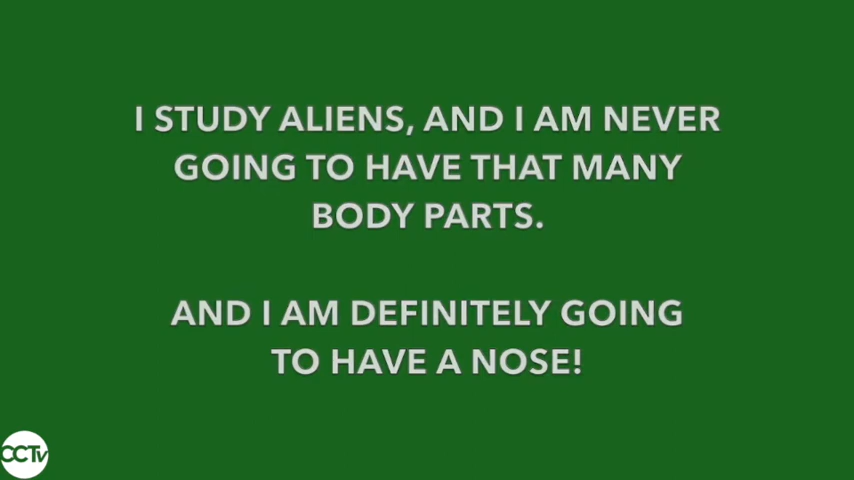 I STUDY ALIENS, AND I AM NEVER
GOING TO HAVE THAT MANY
BODY PARTS.
AND I AM DEFINITELY GOING
TO HAVE A NOSE!
CCTv